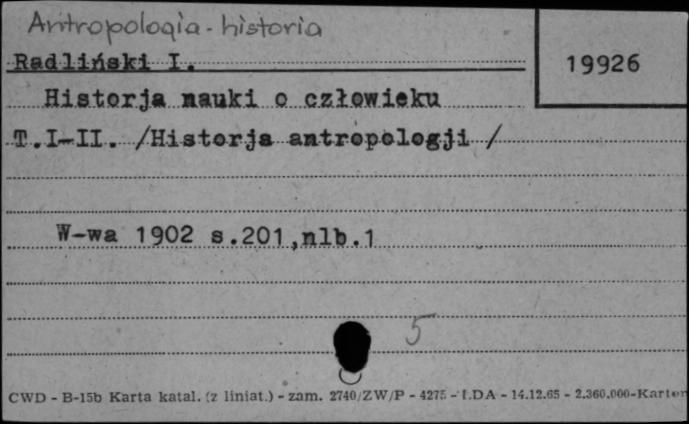 Antropologia - historia
Radliński I.
19926
Historja nauki o człowieku
T.I-II. /Historja antropologji /
W-wa 1902 s.201,nlb.1
5
CWD - B-15b Karta katal. (z liniat.) - zam. 2740/ZW/P - 4275 - I.DA - 14.12.65 - 2.360.000-Karton